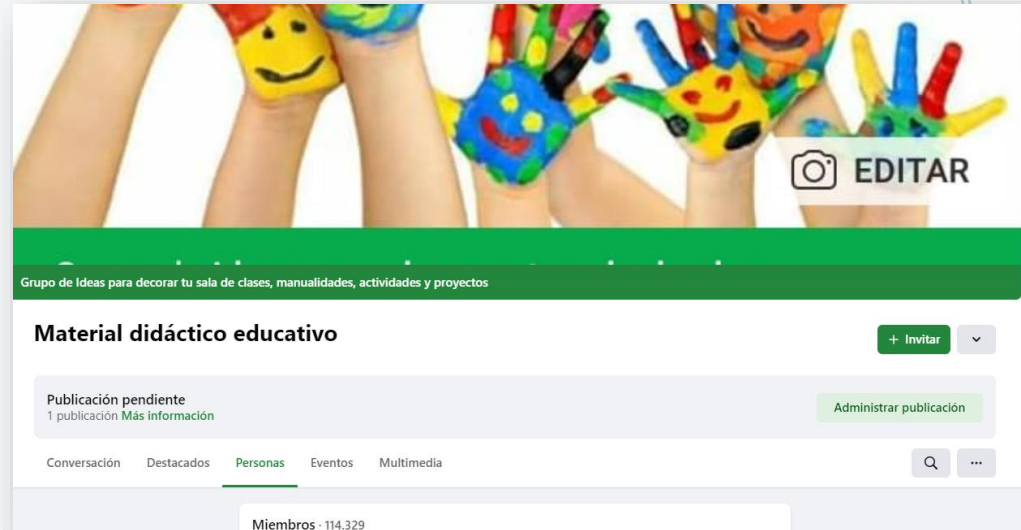 EDITAR
Grupo de Ideas para decorar tu sala de clases, manualidades, actividades y proyectos
Material didáctico educativo
+ Invitar
Publicación pendiente
1 publicación Más información
Administrar publicación
Conversación Destacados Personas Eventos Multimedia
Miembros · 114.329